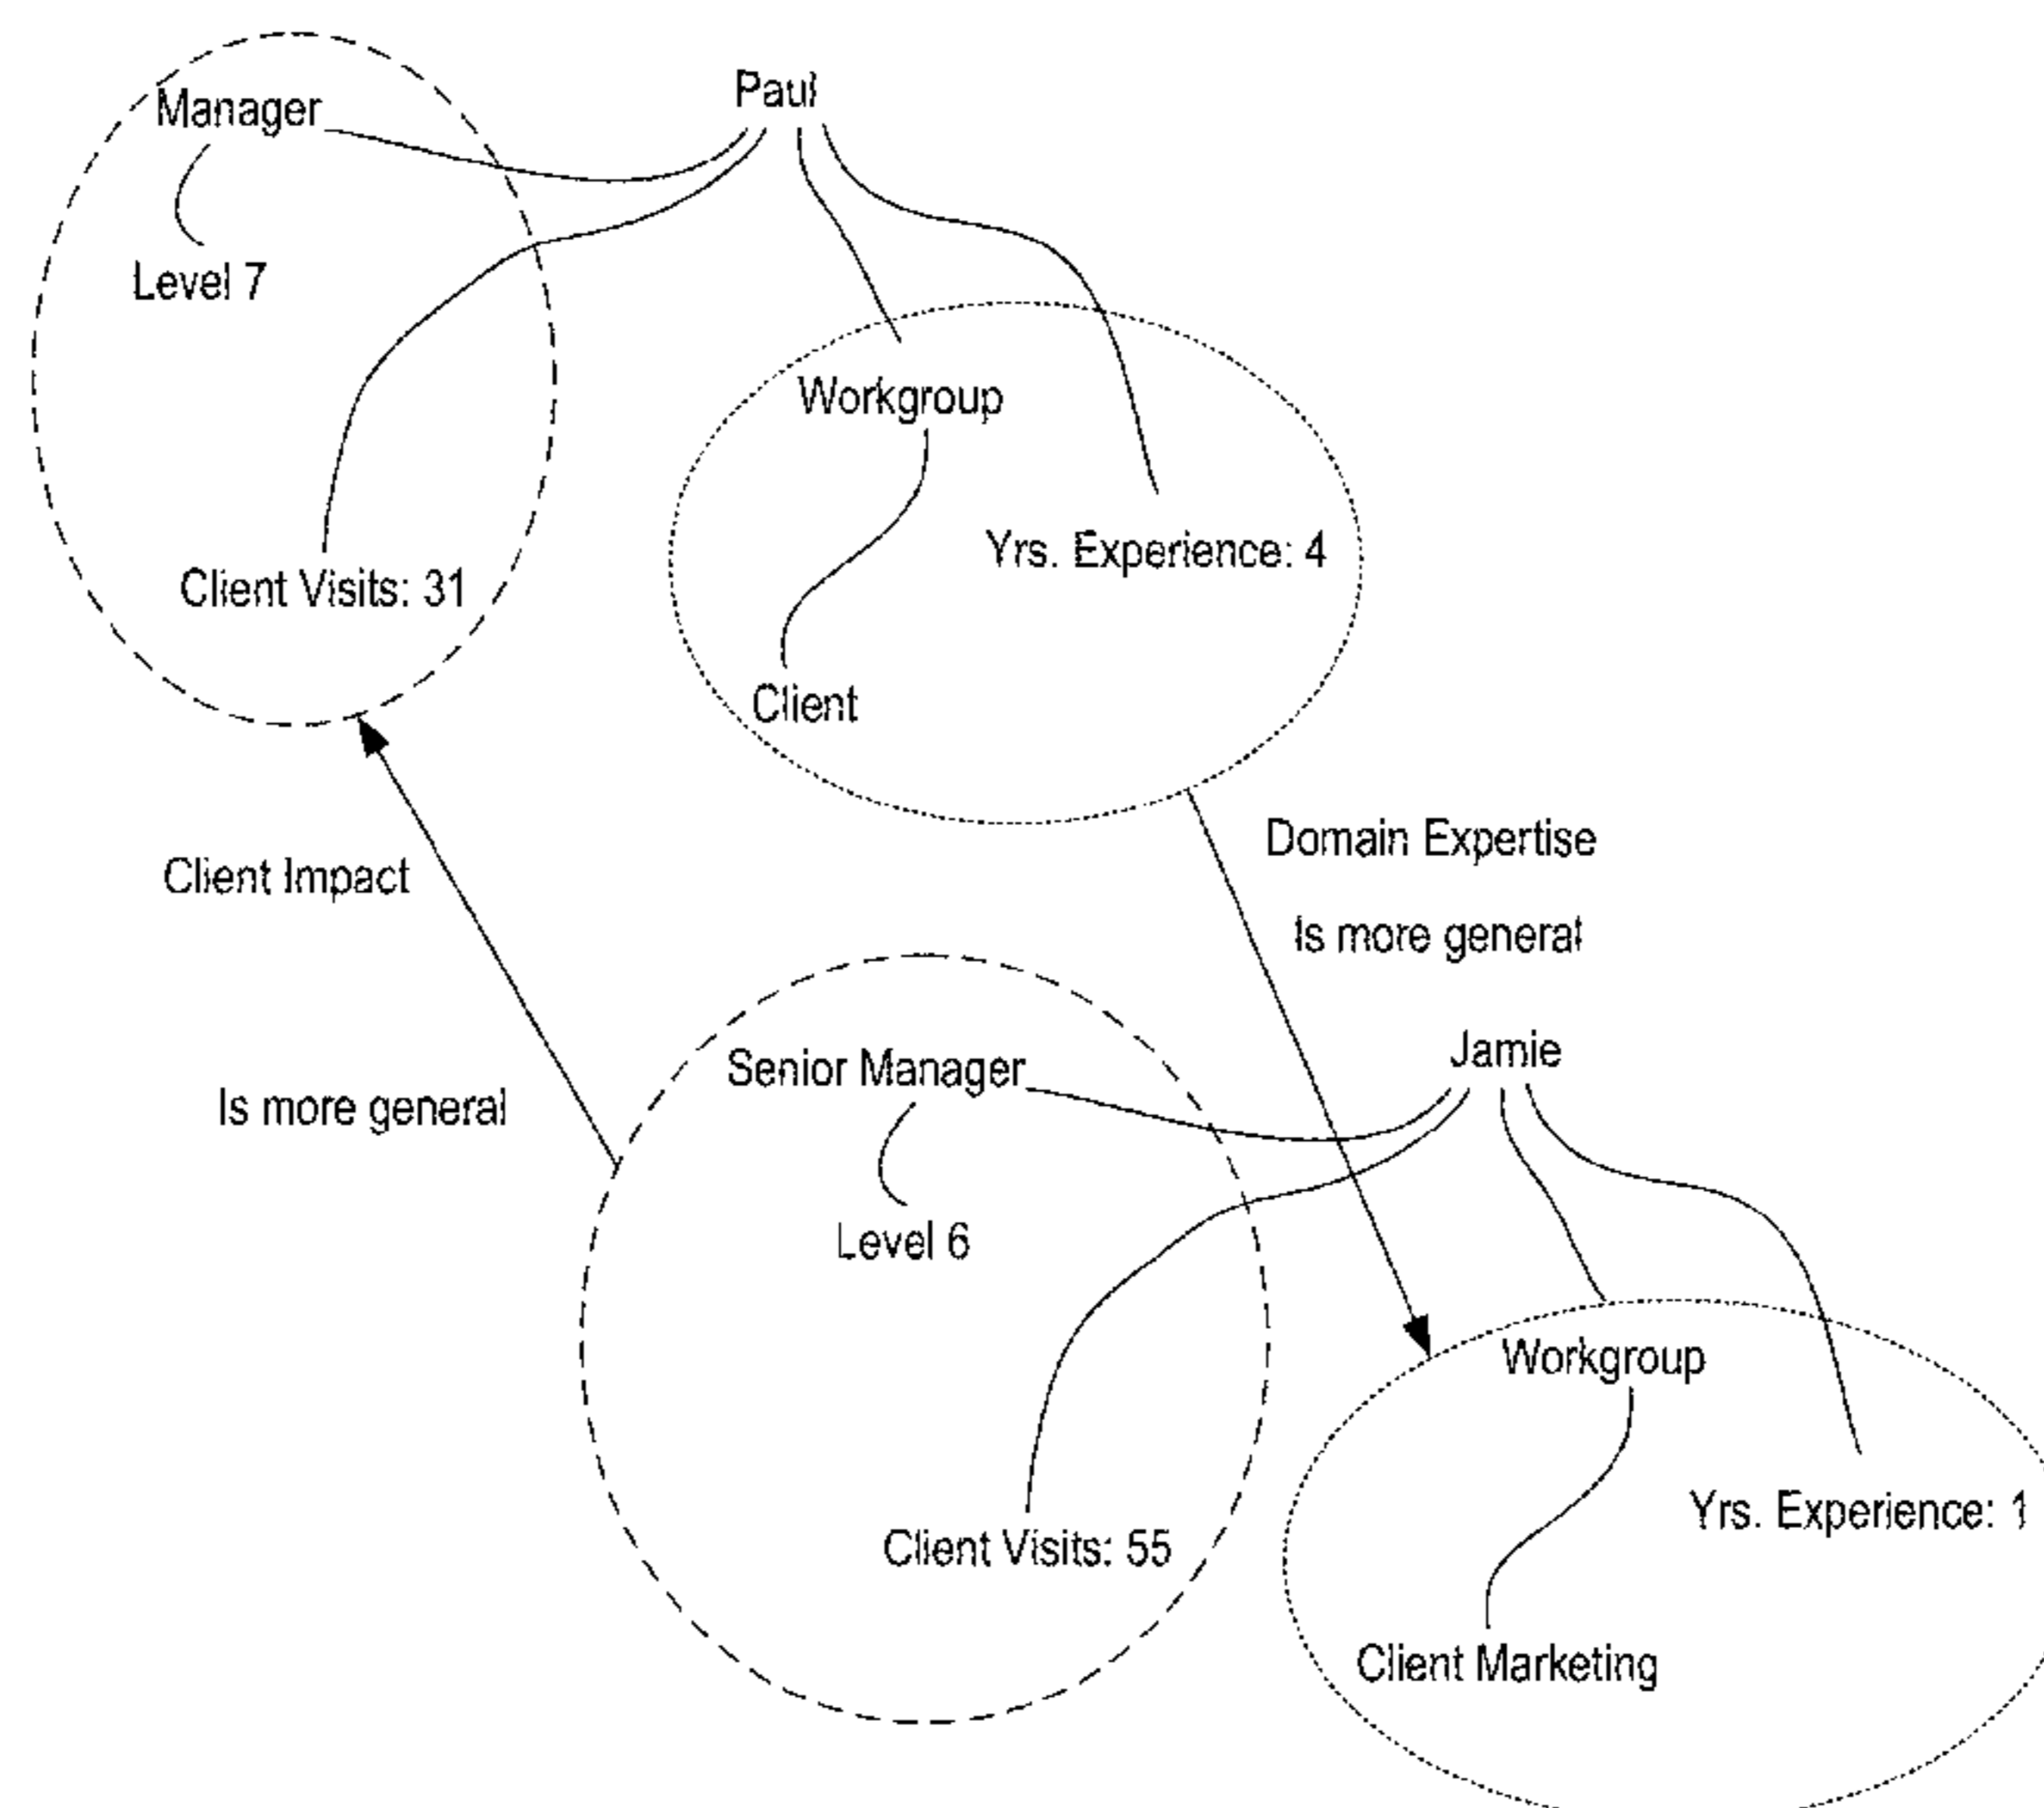 Paul
Manager
Level 7
Client Visits: 31
Workgroup
Yrs. Experience: 4
Client
Client Impact
Is more general
Domain Expertise
Is more general
Jamie
Senior Manager
Level 6
Client Visits: 55
Workgroup
Yrs. Experience: 1
Client Marketing